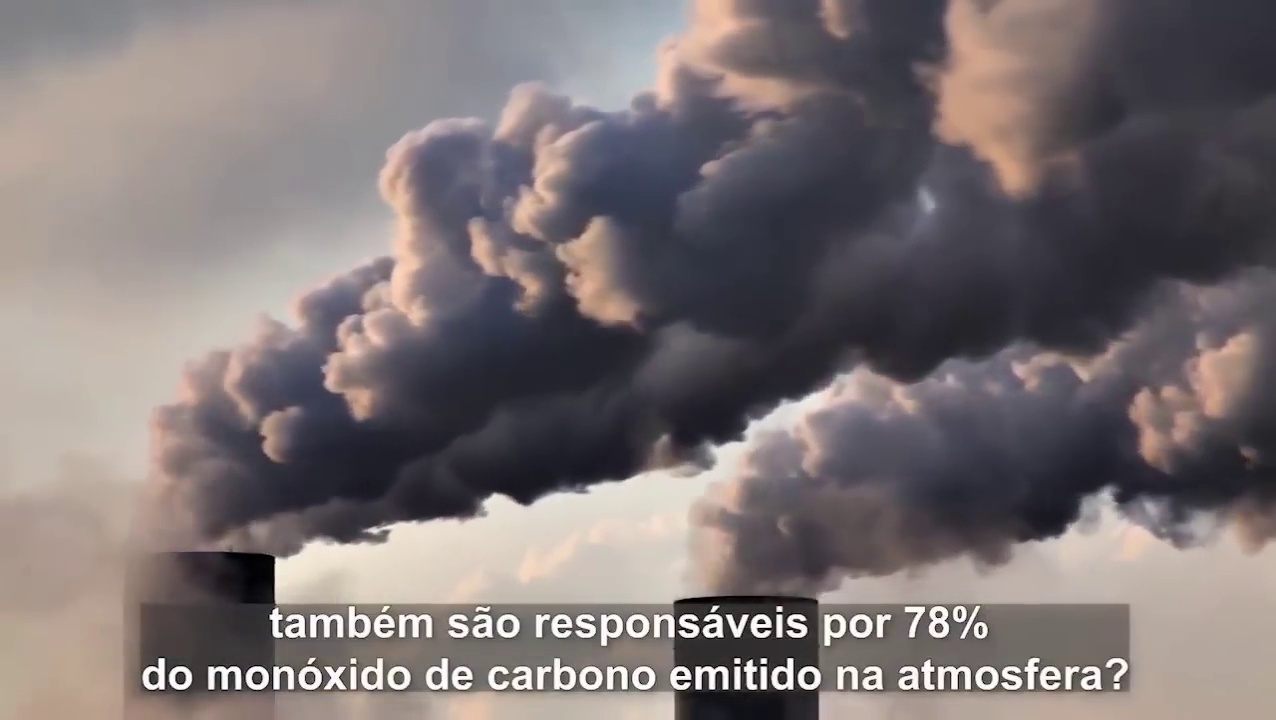 também são responsáveis por 78%
do monóxido de carbono emitido na atmosfera?